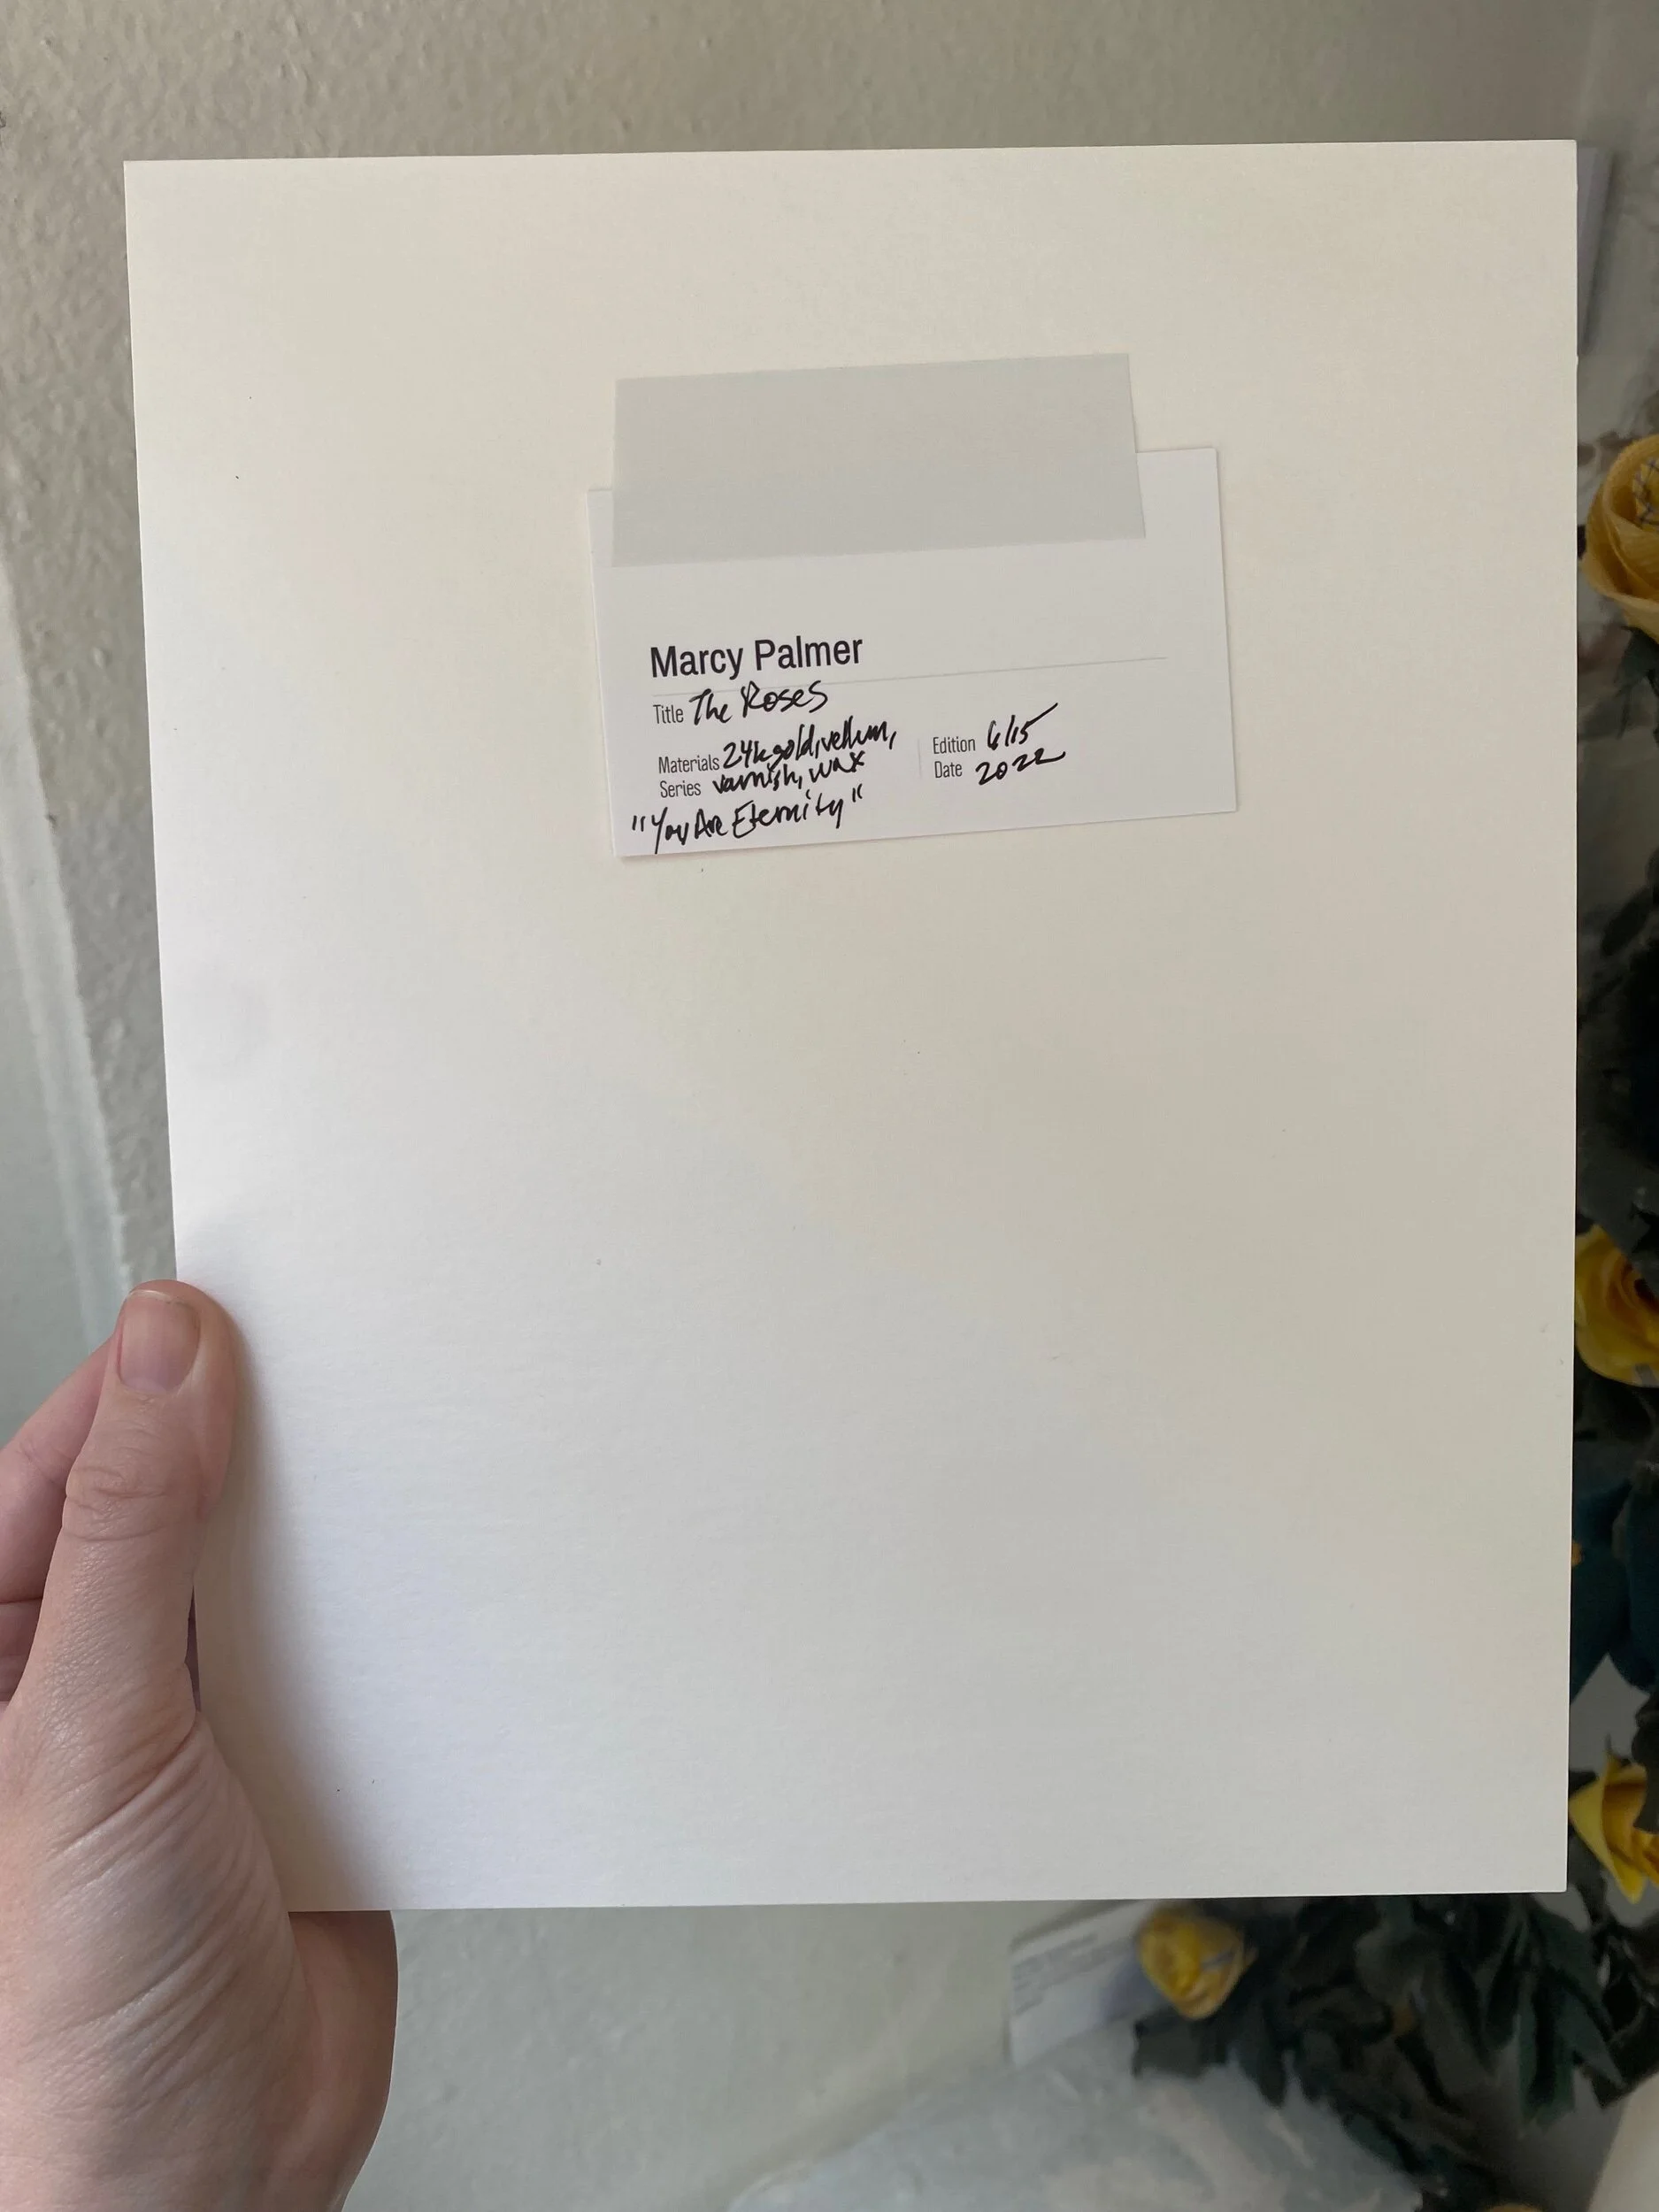 Marcy Palmer
Title The Roses
Materials 24k gold, vellum,
Series varnish, wax
"You Are Eternity"
Edition 6/15
Date 2022